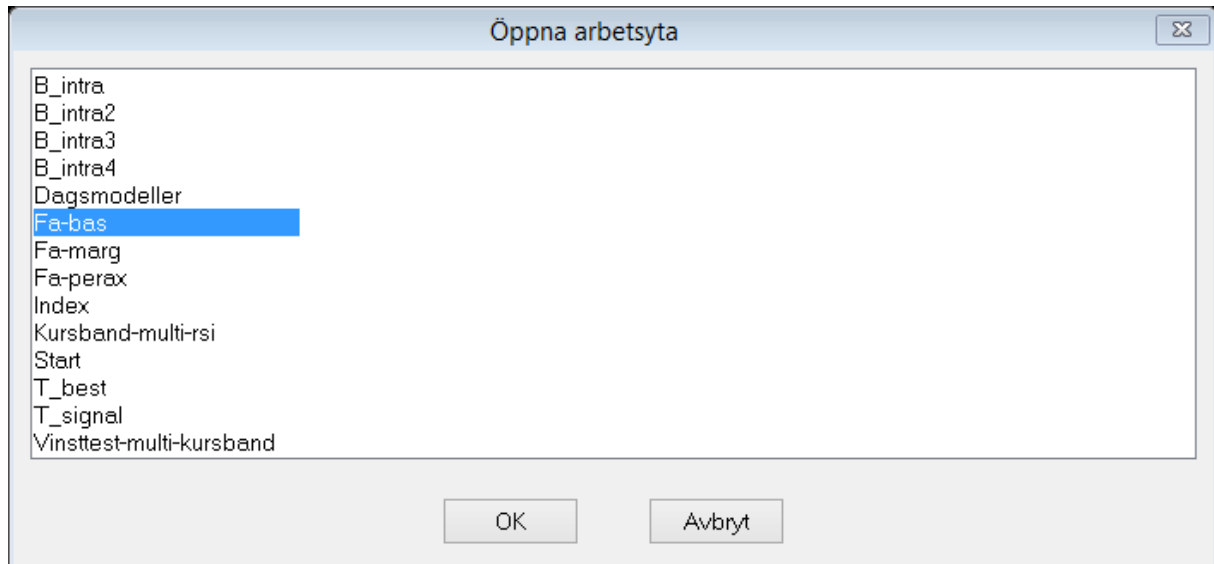 Öppna arbetsyta
B_intra
B_intra2
B_intra3
B_intra4
Dagsmodeller
Fa-bas
Fa-marg
Fa-perax
Index
Kursband-multi-rsi
Start
T_best
T_signal
Vinsttest-multi-kursband
OK
Avbryt